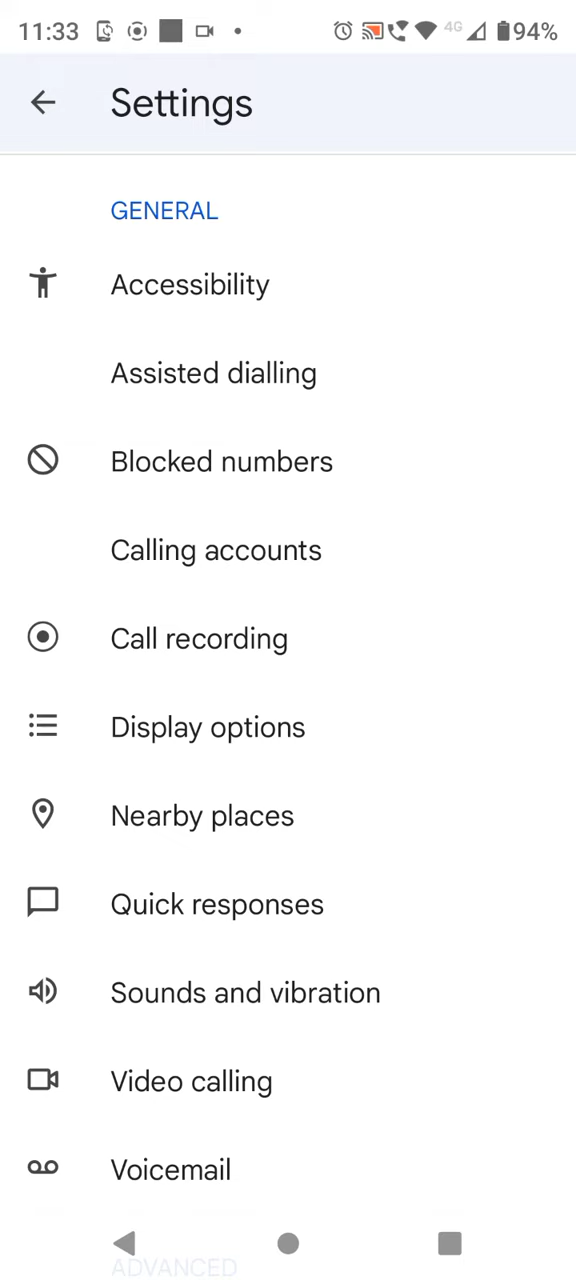 11:33 4G 94%
Settings
GENERAL
Accessibility
Assisted dialling
Blocked numbers
Calling accounts
Call recording
Display options
Nearby places
Quick responses
Sounds and vibration
Video calling
Voicemail
ADVANCED